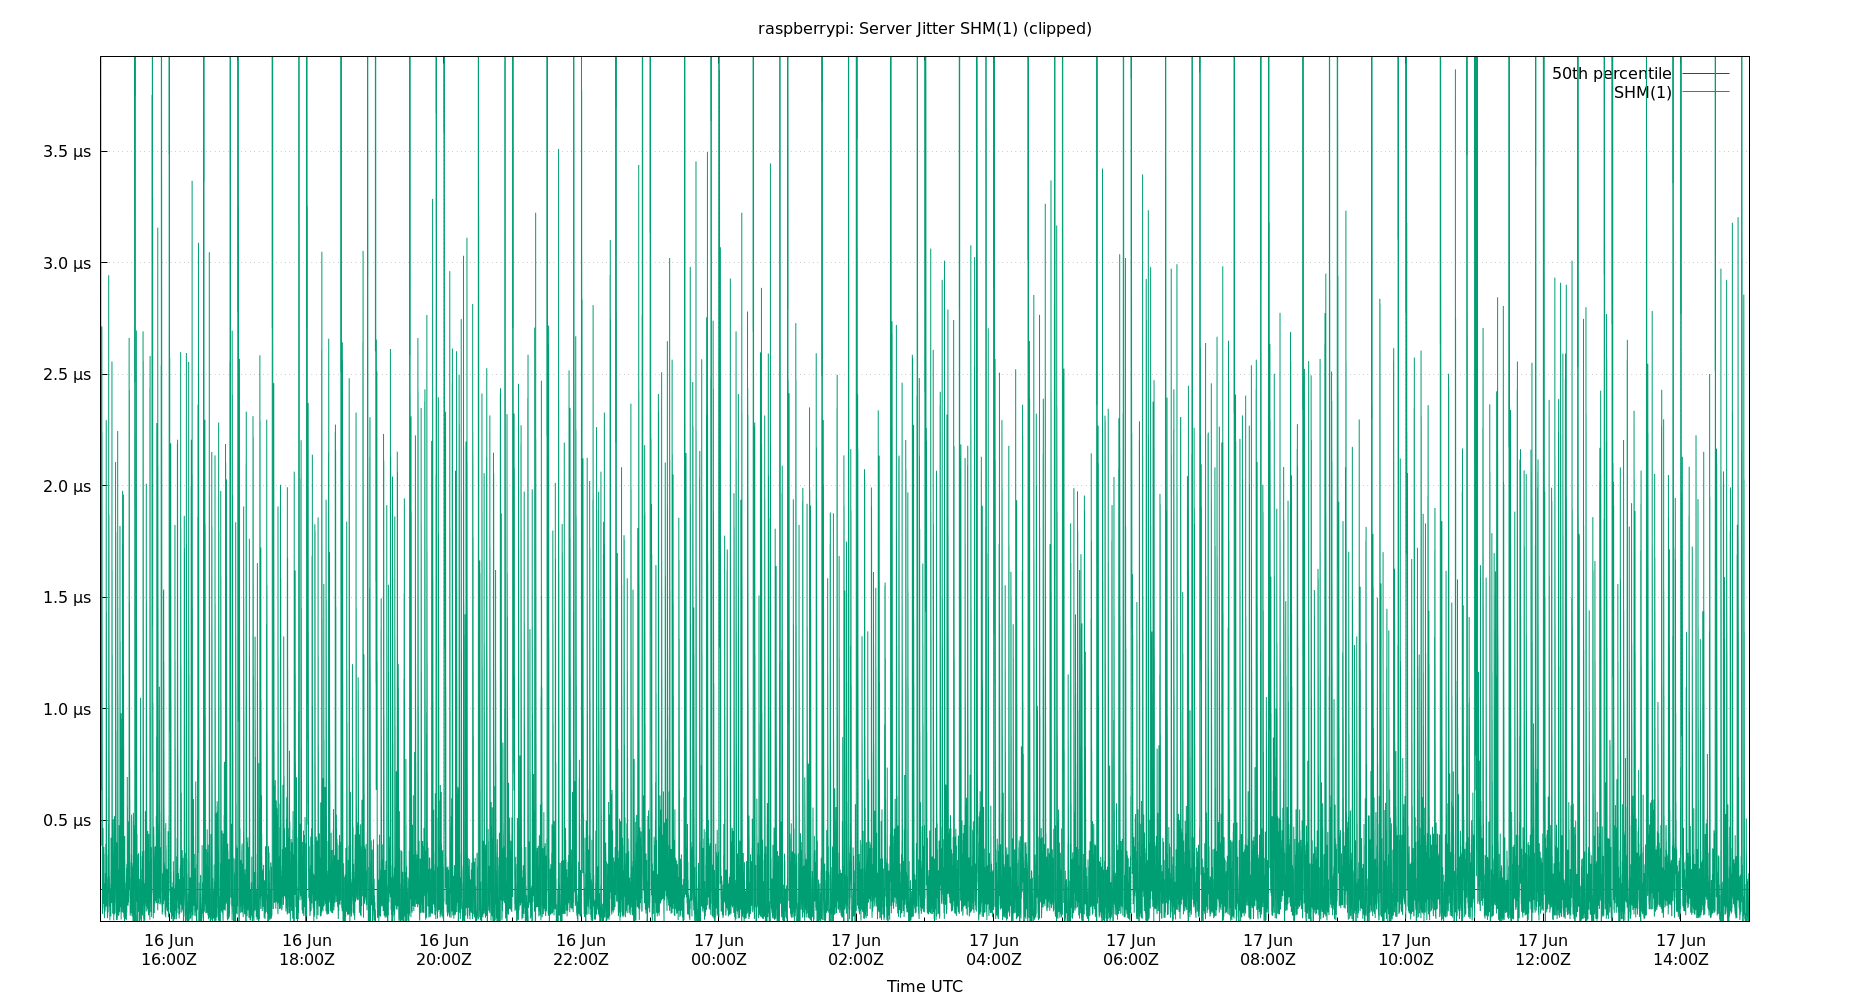 raspberrypi: Server Jitter SHM(1) (clipped)
50th percentile
SHM(1)
3.5 µs
3.0 µs
2.5 µs
2.0 µs
1.5 µs
1.0 µs
0.5 µs
16 Jun 16 Jun 16 Jun 16 Jun 17 Jun 17 Jun 17 Jun 17 Jun 17 Jun 17 Jun 17 Jun 17 Jun
16:00Z 18:00Z 20:00Z 22:00Z 00:00Z 02:00Z 04:00Z 06:00Z 08:00Z 10:00Z 12:00Z 14:00Z
Time UTC